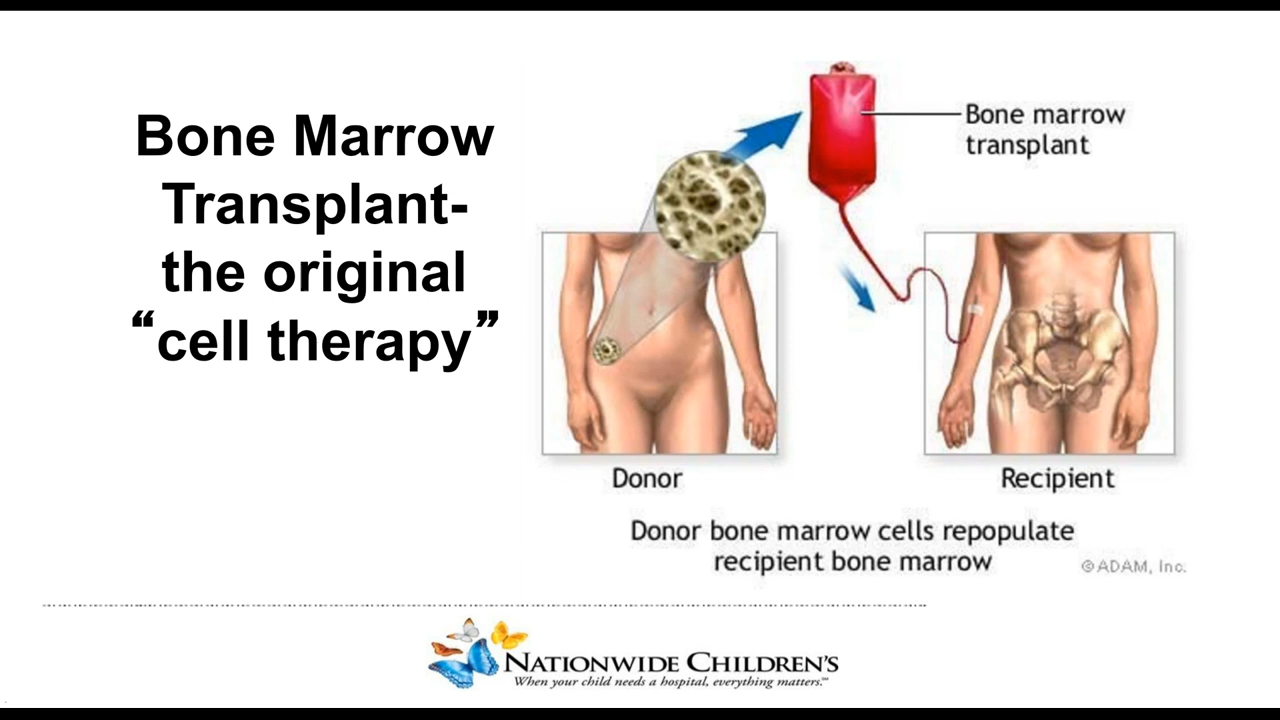 Bone Marrow
Transplant-
the original
“cell therapy”
Bone marrow
transplant
Donor
Recipient
Donor bone marrow cells repopulate
recipient bone marrow
©ADAM, Inc.
NATIONWIDE CHILDREN'S
When your child needs a hospital, everything matters.℠